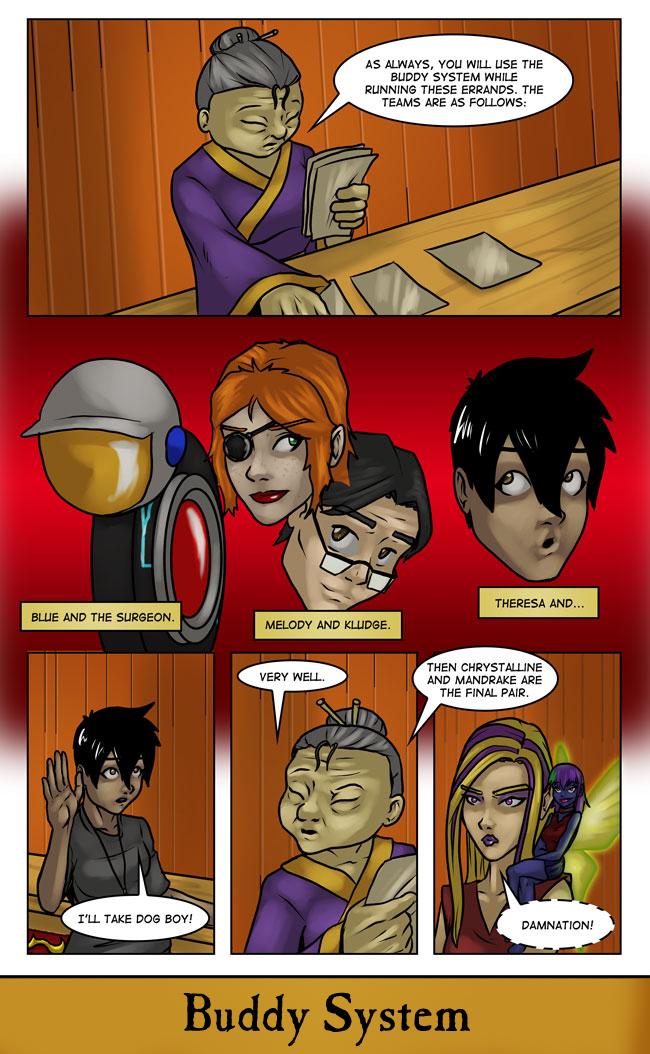 AS ALWAYS, YOU WILL USE THE
BUDDY SYSTEM WHILE
RUNNING THESE ERRANDS. THE
TEAMS ARE AS FOLLOWS:
BLUE AND THE SURGEON.
MELODY AND KLUDGE.
THERESA AND...
I'LL TAKE DOG BOY!
VERY WELL.
THEN CHRYSTALLINE
AND MANDRAKE ARE
THE FINAL PAIR.
DAMNATION!
Buddy System